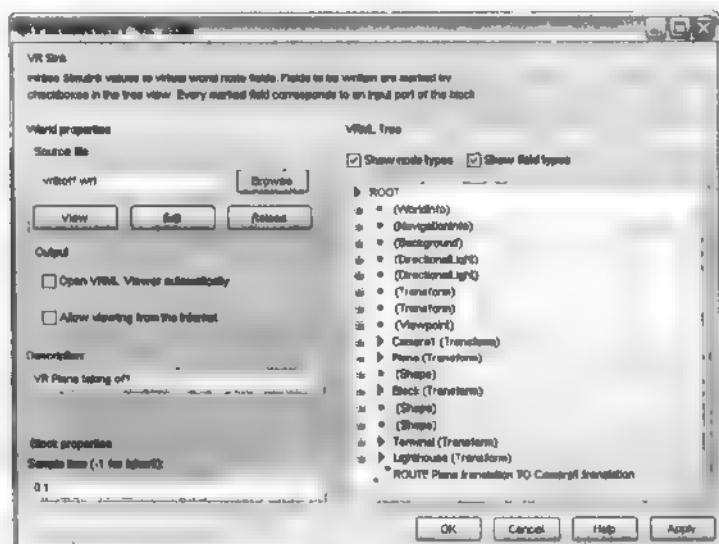 VR Sink
Writes Simulink values to virtual world node fields. Fields to be written are marked by
checkboxes in the tree view. Every marked field corresponds to an input port of the block
World properties
Source file
vrtkoff.wrl
Browse
View
Edit
Reload
Output
Open VRML Viewer automatically
Allow viewing from the Internet
Description
VR Plane taking off
Block properties
Sample time (-1 for inherit):
0.1
VRML Tree
Show node types
Show field types
ROOT
(WorldInfo)
(NavigationInfo)
(Background)
(DirectionalLight)
(DirectionalLight)
(Transform)
(Transform)
(Viewpoint)
Camera1 (Transform)
Plane (Transform)
(Shape)
Block (Transform)
(Shape)
(Shape)
Terminal (Transform)
Lighthouse (Transform)
ROUTE Plane.translation TO Camera1.translation
OK
Cancel
Help
Apply